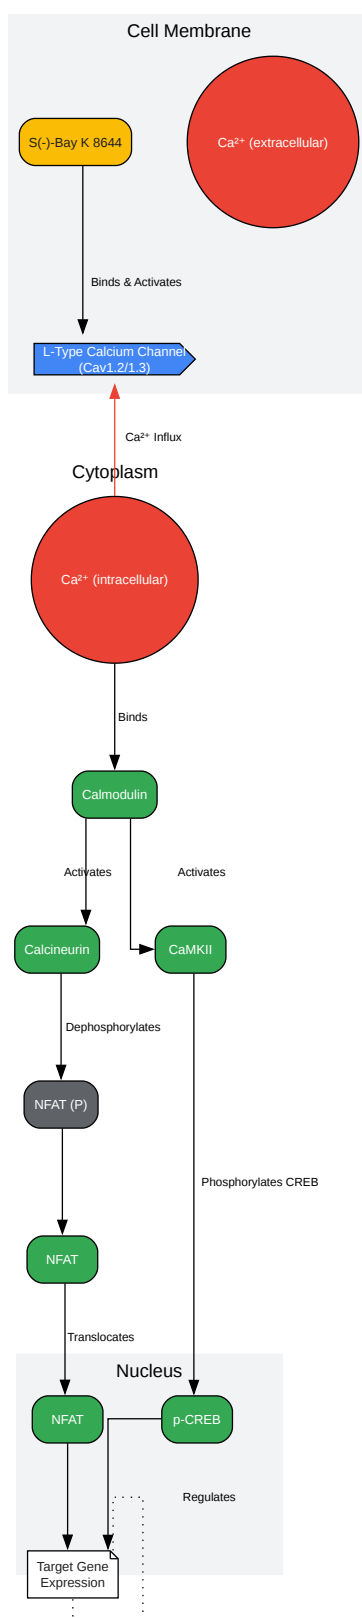 Cell Membrane
S(-)-Bay K 8644
Ca²⁺ (extracellular)
Binds & Activates
L-Type Calcium Channel
(Cav1.2/1.3)
Ca²⁺ Influx
Cytoplasm
Ca²⁺ (intracellular)
Binds
Calmodulin
Activates
Activates
Calcineurin
CaMKII
Dephosphorylates
NFAT (P)
Phosphorylates CREB
NFAT
Translocates
Nucleus
NFAT
p-CREB
Regulates
Target Gene
Expression